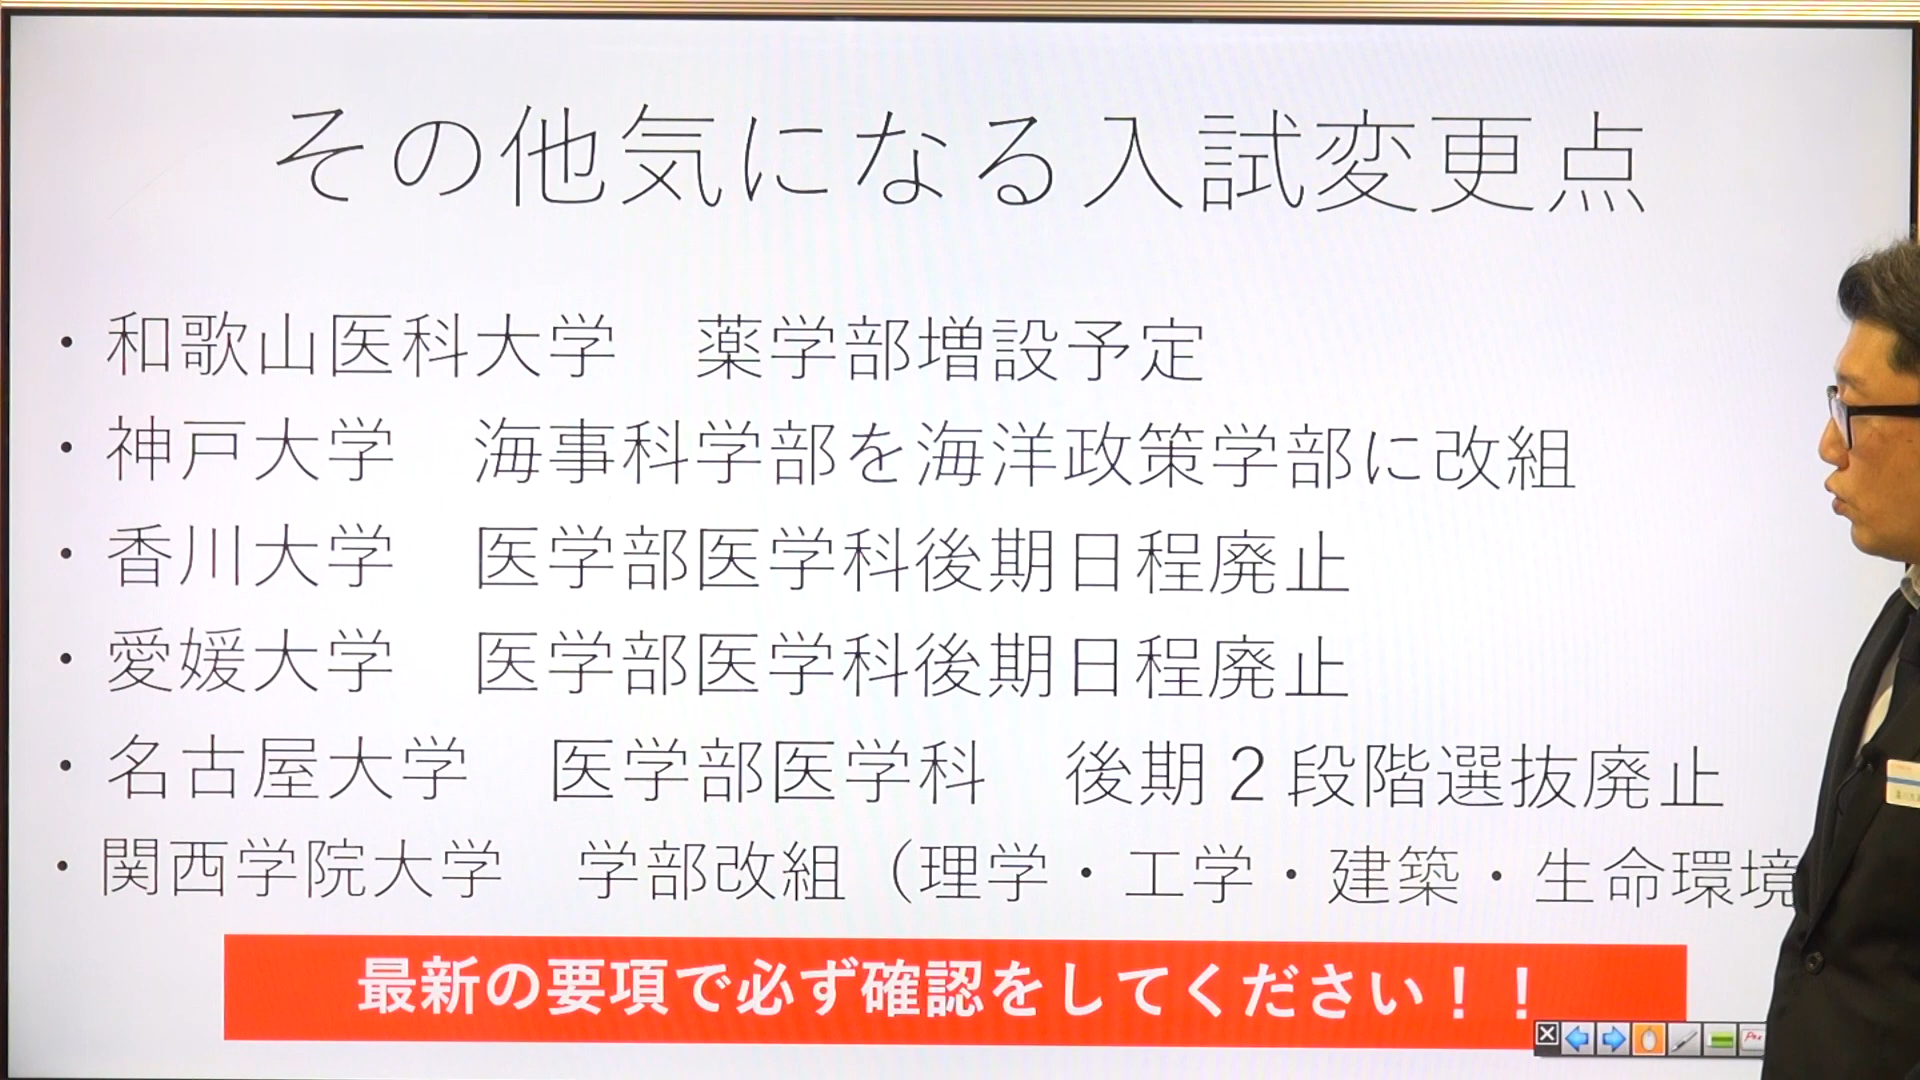 その他気になる入試変更点
・和歌山医科大学　薬学部増設予定
・神戸大学　海事科学部を海洋政策学部に改組
・香川大学　医学部医学科後期日程廃止
・愛媛大学　医学部医学科後期日程廃止
・名古屋大学　医学部医学科　後期２段階選抜廃止
・関西学院大学　学部改組（理学・工学・建築・生命環境
最新の要項で必ず確認をしてください！！